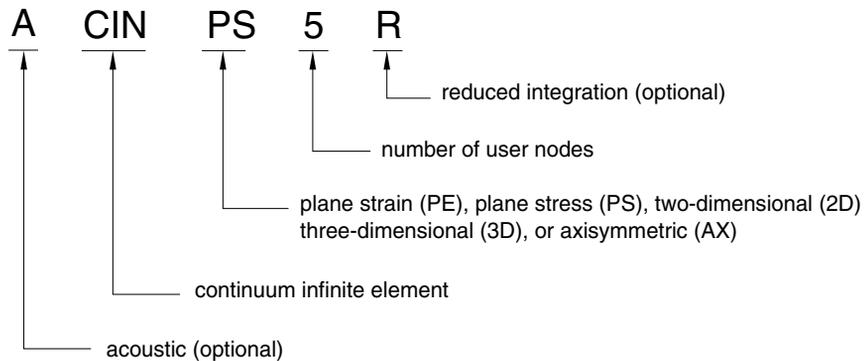 A CIN PS 5 R
reduced integration (optional)
number of user nodes
plane strain (PE), plane stress (PS), two-dimensional (2D)
three-dimensional (3D), or axisymmetric (AX)
continuum infinite element
acoustic (optional)